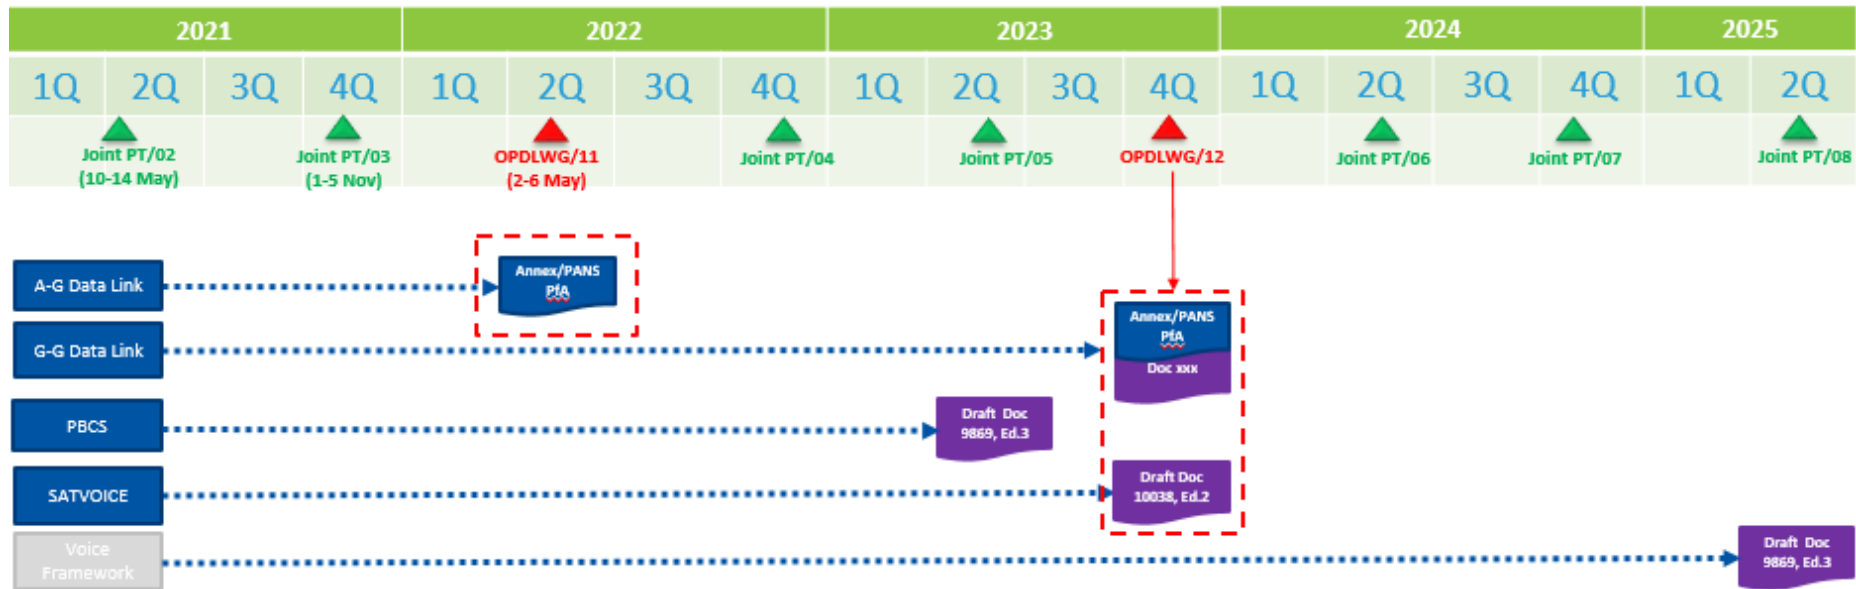 2021 2022 2023 2024 2025
1Q 2Q 3Q 4Q 1Q 2Q 3Q 4Q 1Q 2Q 3Q 4Q 1Q 2Q 3Q 4Q 1Q 2Q
Joint PT/02
(10-14 May)
Joint PT/03
(1-5 Nov)
OPDLWG/11
(2-6 May)
Joint PT/04
Joint PT/05
OPDLWG/12
Joint PT/06
Joint PT/07
Joint PT/08
A-G Data Link
Annex/PANS
PfA
G-G Data Link
Annex/PANS
PfA
Doc xxx
PBCS
Draft Doc
9869, Ed.3
SATVOICE
Draft Doc
10038, Ed.2
Voice
Framework
Draft Doc
9869, Ed.3